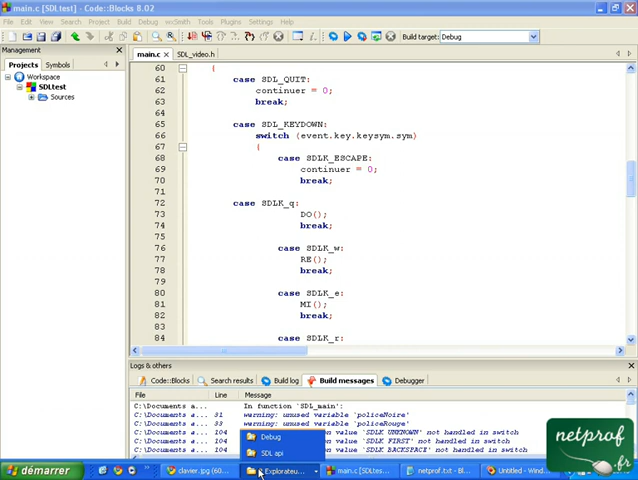 main.c [SDLtest] - Code::Blocks 8.02
File Edit View Search Project Build Debug wxSmith Tools Plugins Settings Help
Build target: Debug
Management
Projects Symbols
Workspace
SDLtest
Sources
main.c SDL_video.h
60 {
61 case SDL_QUIT:
62 continuer = 0;
63 break;
64
65 case SDL_KEYDOWN:
66 switch (event.key.keysym.sym)
67 {
68 case SDLK_ESCAPE:
69 continuer = 0;
70 break;
71
72 case SDLK_q:
73 DO();
74 break;
75
76 case SDLK_w:
77 RE();
78 break;
79
80 case SDLK_e:
81 MI();
82 break;
83
84 case SDLK_r:
Logs & others
Code::Blocks Search results Build log Build messages Debugger
File Line Message
C:\Documents a... In function `SDL_main':
C:\Documents a... 31 warning: unused variable `policeNoire'
C:\Documents a... 33 warning: unused variable `policeRouge'
C:\Documents a... 104 on value `SDLK_UNKNOWN' not handled in switch
C:\Documents a... 104 on value `SDLK_FIRST' not handled in switch
C:\Documents a... 104 on value `SDLK_BACKSPACE' not handled in switch
Debug
SDL api
démarrer clavier.jpg (60... Explorateu... main.c [SDLtes... netprof.txt - Bl... Untitled - Wind...
netprof
.fr